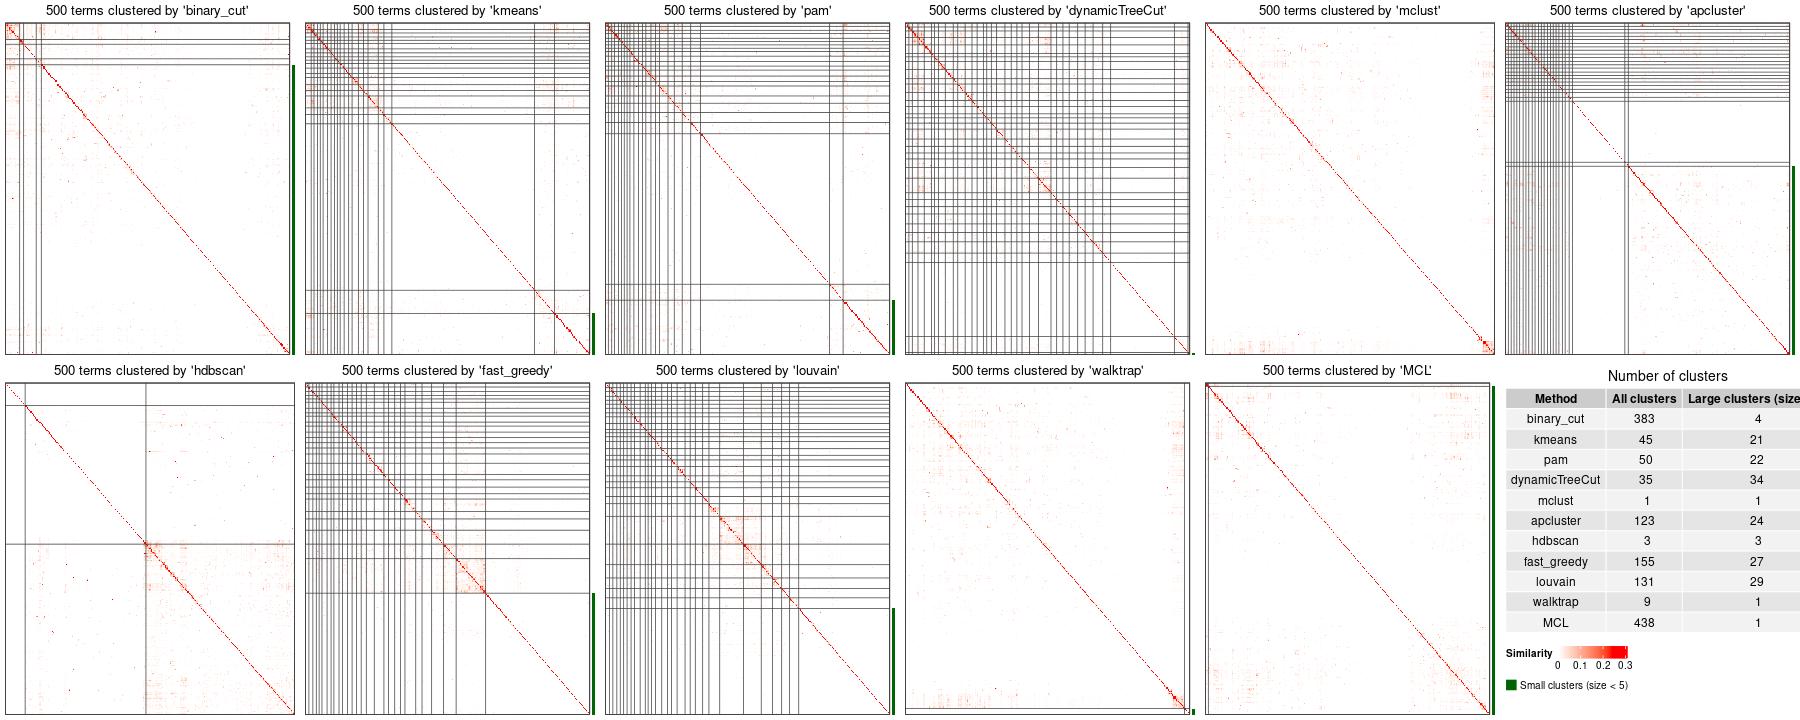 500 terms clustered by 'binary_cut'
500 terms clustered by 'kmeans'
500 terms clustered by 'pam'
500 terms clustered by 'dynamicTreeCut'
500 terms clustered by 'mclust'
500 terms clustered by 'apcluster'
500 terms clustered by 'hdbscan'
500 terms clustered by 'fast_greedy'
500 terms clustered by 'louvain'
500 terms clustered by 'walktrap'
500 terms clustered by 'MCL'
Number of clusters
Method All clusters Large clusters (size
binary_cut 383 4
kmeans 45 21
pam 50 22
dynamicTreeCut 35 34
mclust 1 1
apcluster 123 24
hdbscan 3 3
fast_greedy 155 27
louvain 131 29
walktrap 9 1
MCL 438 1
Similarity
0 0.1 0.2 0.3
Small clusters (size < 5)